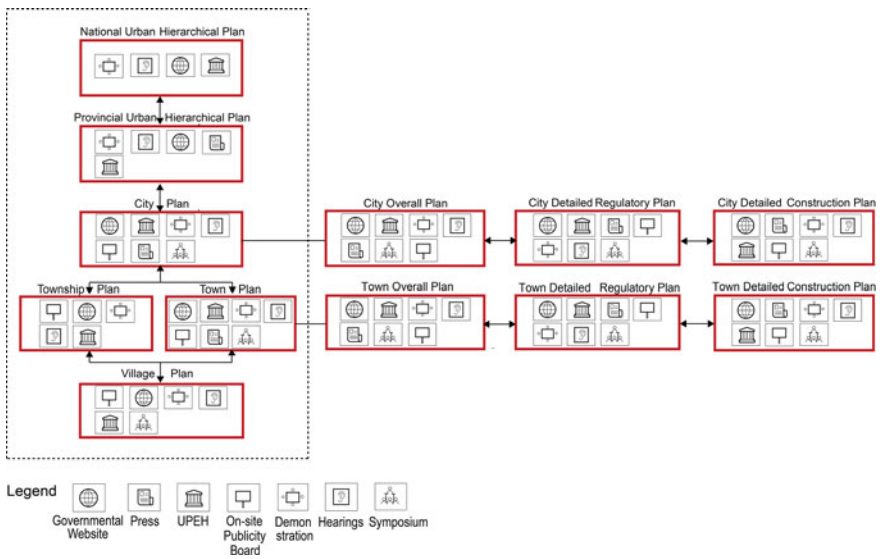 National Urban Hierarchical Plan
Provincial Urban Hierarchical Plan
City Plan
City Overall Plan
City Detailed Regulatory Plan
City Detailed Construction Plan
Township Plan
Town Plan
Town Overall Plan
Town Detailed Regulatory Plan
Town Detailed Construction Plan
Village Plan
Legend
Governmental
Website
Press
UPEH
On-site
Publicity
Board
Demon
stration
Hearings
Symposium